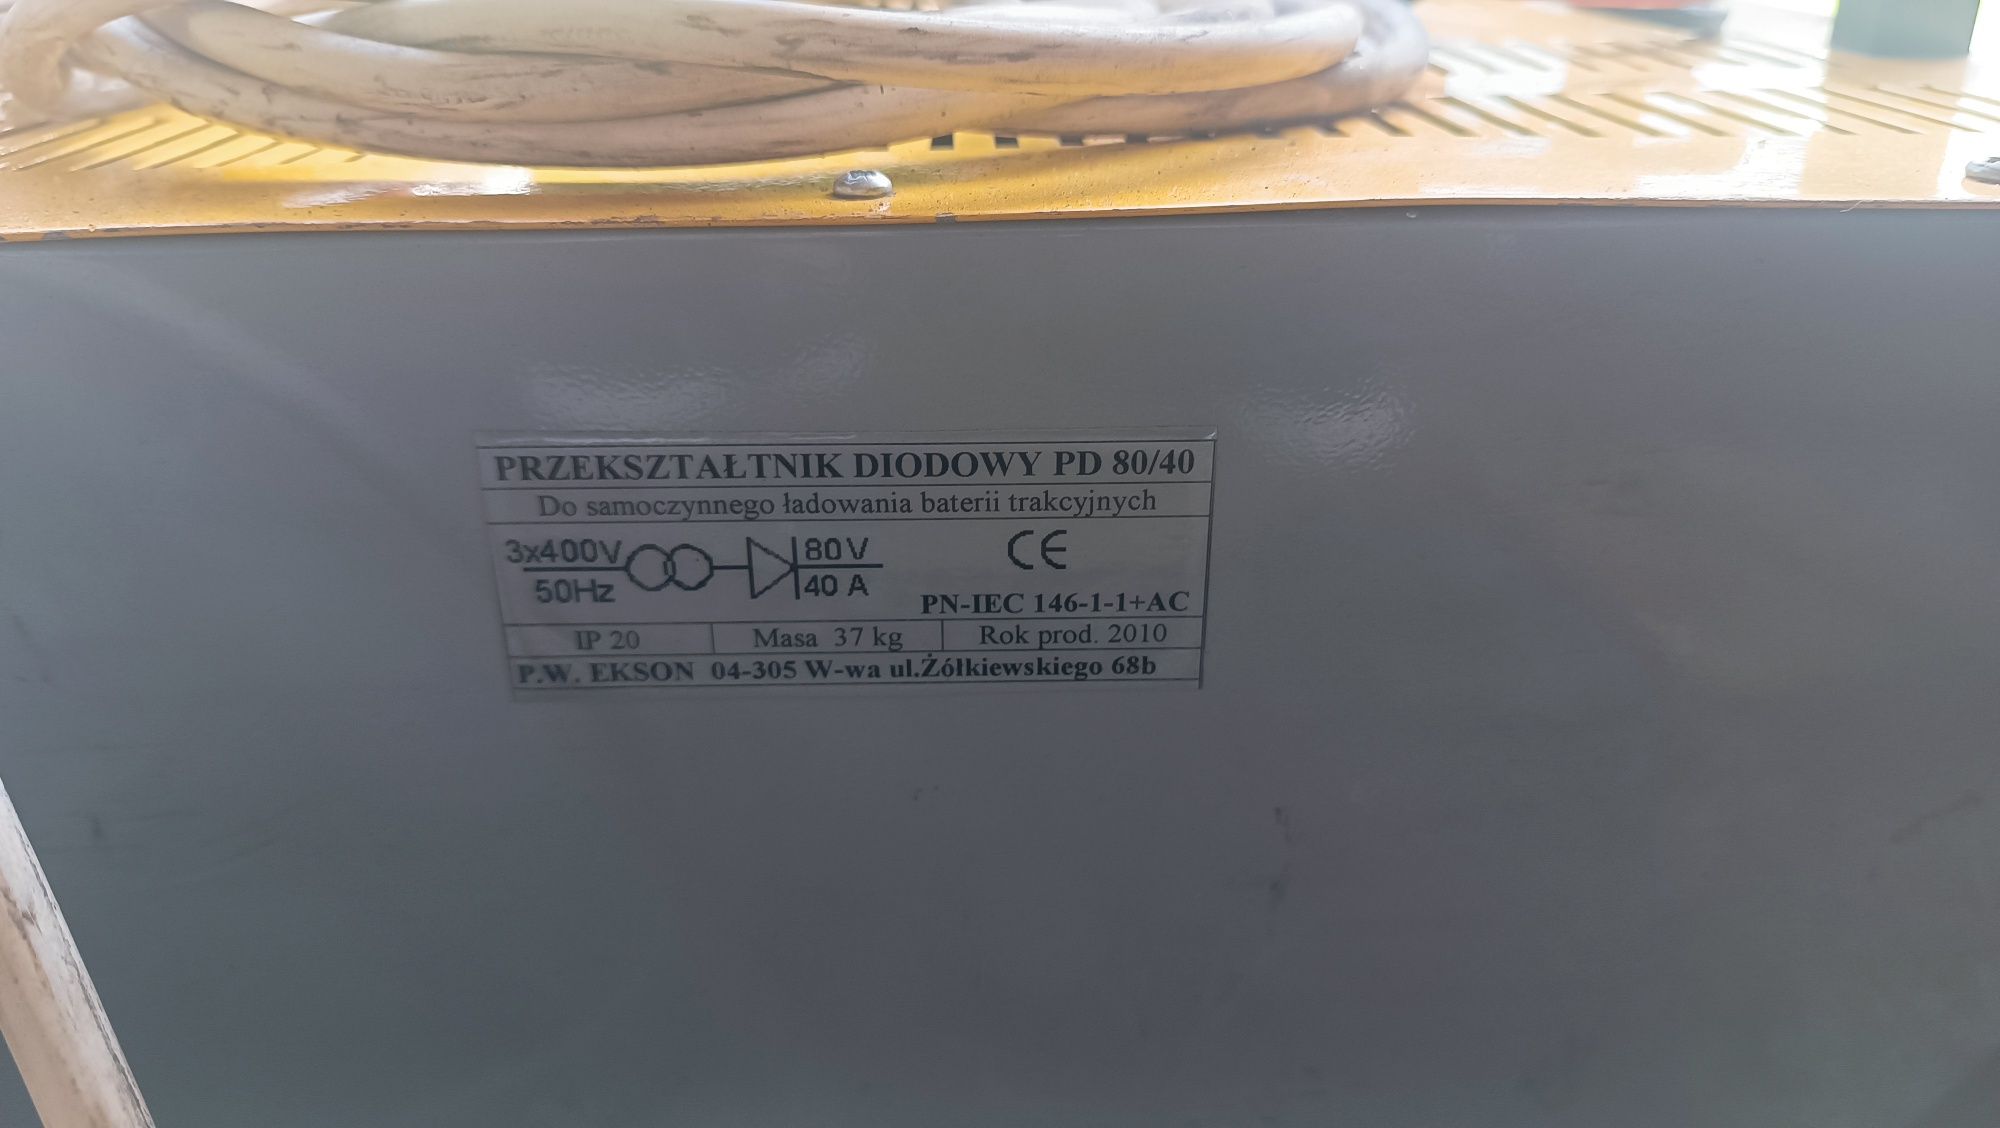 PRZEKSZTAŁTNIK DIODOWY PD 80/40
Do samoczynnego ładowania baterii trakcyjnych
3x400V 80V
50Hz 40 A
CE
PN-IEC 146-1-1+AC
IP 20 Masa 37 kg Rok prod. 2010
P.W. EKSON 04-305 W-wa ul.Żółkiewskiego 68b